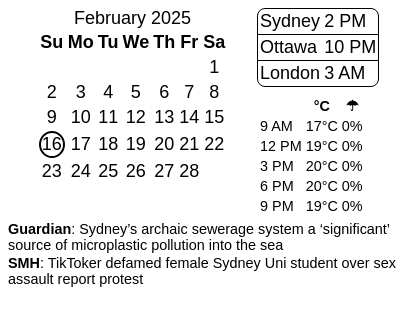 February 2025
Su Mo Tu We Th Fr Sa
1
2 3 4 5 6 7 8
9 10 11 12 13 14 15
16 17 18 19 20 21 22
23 24 25 26 27 28
Sydney 2 PM
Ottawa 10 PM
London 3 AM
°C ☂
9 AM 17°C 0%
12 PM 19°C 0%
3 PM 20°C 0%
6 PM 20°C 0%
9 PM 19°C 0%
Guardian: Sydney’s archaic sewerage system a ‘significant’
source of microplastic pollution into the sea
SMH: TikToker defamed female Sydney Uni student over sex
assault report protest